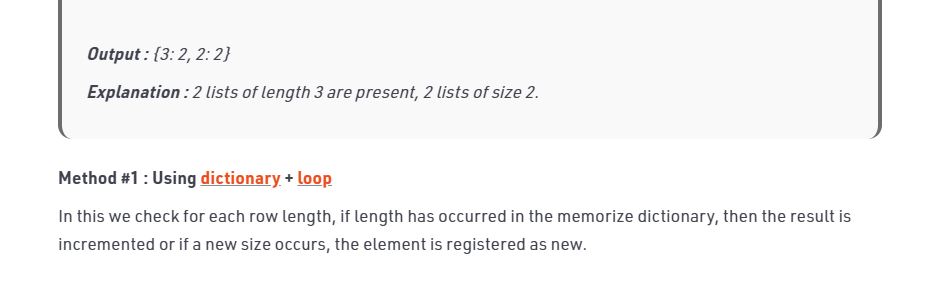 Output : {3: 2, 2: 2}
Explanation : 2 lists of length 3 are present, 2 lists of size 2.
Method #1 : Using dictionary + loop
In this we check for each row length, if length has occurred in the memorize dictionary, then the result is
incremented or if a new size occurs, the element is registered as new.